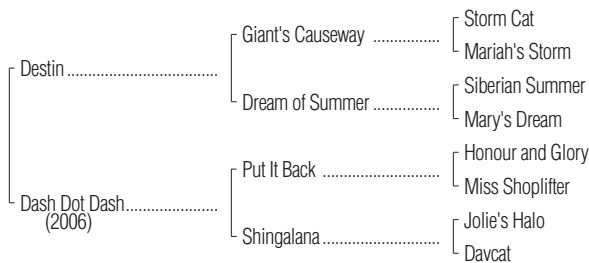 Storm Cat
Giant's Causeway ................
Mariah's Storm
Destin .....................................
Siberian Summer
Dream of Summer ................
Mary's Dream
Honour and Glory
Put It Back .............................
Miss Shoplifter
Dash Dot Dash.......................
(2006)
Jolie's Halo
Shingalana .............................
Davcat